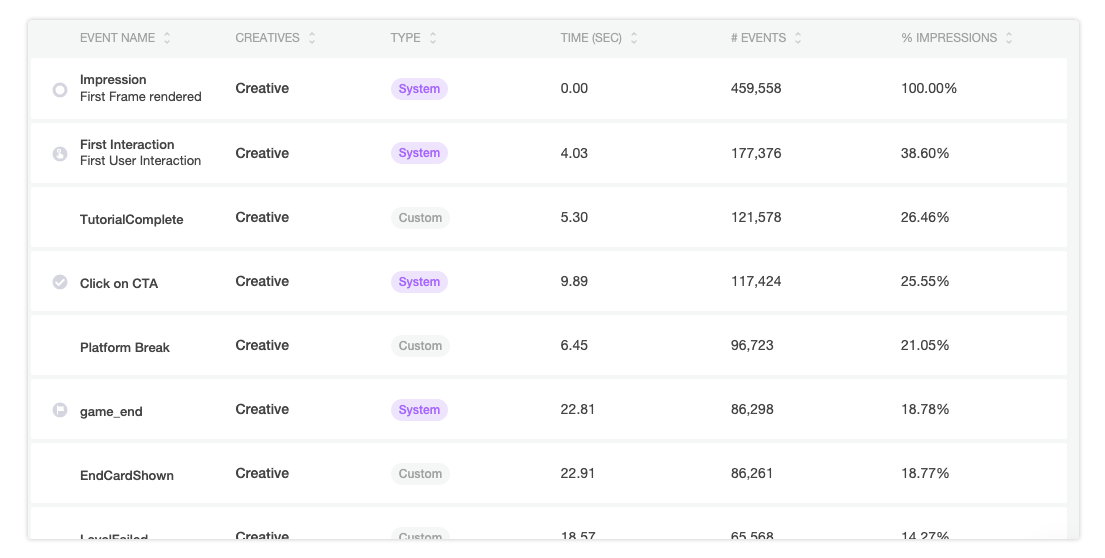 EVENT NAME CREATIVES TYPE TIME (SEC) # EVENTS % IMPRESSIONS
Impression
First Frame rendered
Creative System 0.00 459,558 100.00%
First Interaction
First User Interaction
Creative System 4.03 177,376 38.60%
TutorialComplete Creative Custom 5.30 121,578 26.46%
Click on CTA Creative System 9.89 117,424 25.55%
Platform Break Creative Custom 6.45 96,723 21.05%
game_end Creative System 22.81 86,298 18.78%
EndCardShown Creative Custom 22.91 86,261 18.77%
LevelFailed Creative Custom 18.57 65,568 14.27%